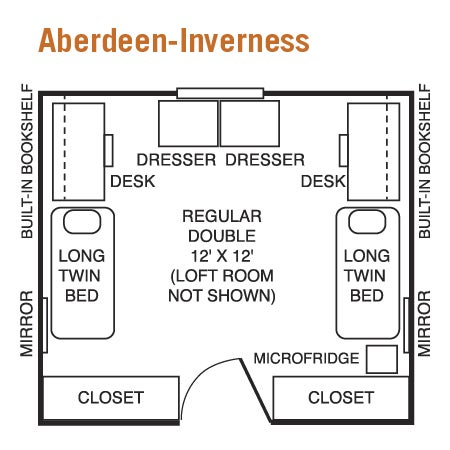 Aberdeen-Inverness
BUILT-IN BOOKSHELF
BUILT-IN BOOKSHELF
DRESSER
DRESSER
DESK
DESK
REGULAR
DOUBLE
12' X 12'
(LOFT ROOM
NOT SHOWN)
LONG
TWIN
BED
LONG
TWIN
BED
MIRROR
MIRROR
MICROFRIDGE
CLOSET
CLOSET